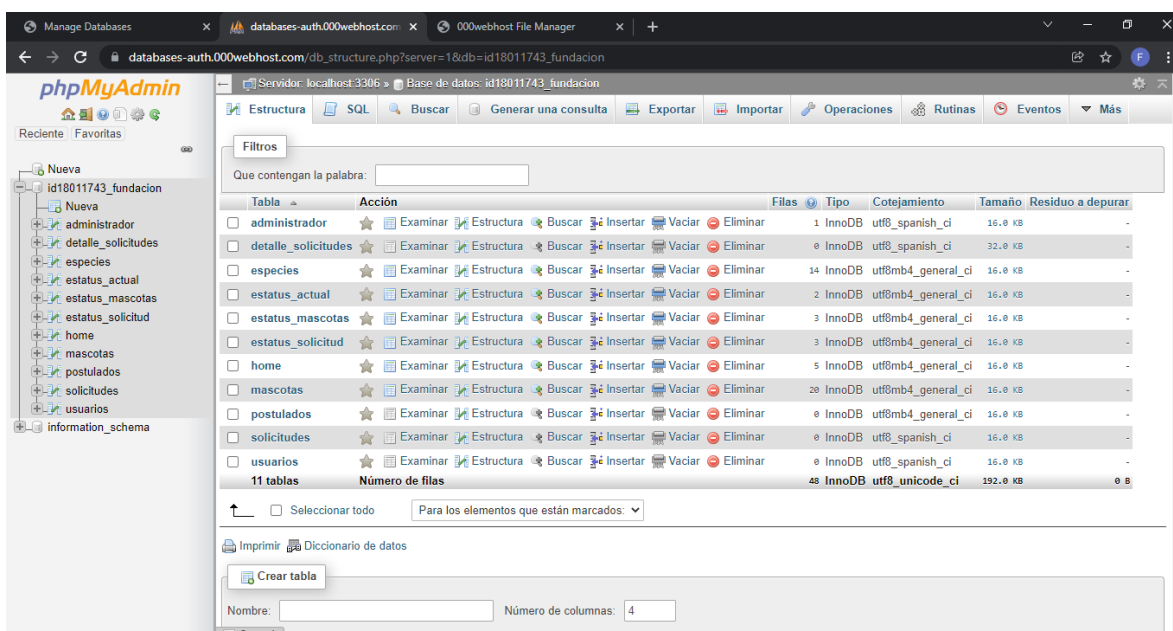 Manage Databases
databases-auth.000webhost.com
000webhost File Manager
databases-auth.000webhost.com/db_structure.php?server=1&db=id18011743_fundacion
F
phpMyAdmin
Reciente Favoritas
Nueva
id18011743_fundacion
Nueva
administrador
detalle_solicitudes
especies
estatus_actual
estatus_mascotas
estatus_solicitud
home
mascotas
postulados
solicitudes
usuarios
information_schema
Servidor: localhost:3306 » Base de datos: id18011743_fundacion
Estructura SQL Buscar Generar una consulta Exportar Importar Operaciones Rutinas Eventos Más
Filtros
Que contengan la palabra:
Tabla Acción Filas Tipo Cotejamiento Tamaño Residuo a depurar
administrador Examinar Estructura Buscar Insertar Vaciar Eliminar 1 InnoDB utf8_spanish_ci 16.0 KB -
detalle_solicitudes Examinar Estructura Buscar Insertar Vaciar Eliminar 0 InnoDB utf8_spanish_ci 32.0 KB -
especies Examinar Estructura Buscar Insertar Vaciar Eliminar 14 InnoDB utf8mb4_general_ci 16.0 KB -
estatus_actual Examinar Estructura Buscar Insertar Vaciar Eliminar 2 InnoDB utf8mb4_general_ci 16.0 KB -
estatus_mascotas Examinar Estructura Buscar Insertar Vaciar Eliminar 3 InnoDB utf8mb4_general_ci 16.0 KB -
estatus_solicitud Examinar Estructura Buscar Insertar Vaciar Eliminar 3 InnoDB utf8mb4_general_ci 16.0 KB -
home Examinar Estructura Buscar Insertar Vaciar Eliminar 5 InnoDB utf8mb4_general_ci 16.0 KB -
mascotas Examinar Estructura Buscar Insertar Vaciar Eliminar 20 InnoDB utf8mb4_general_ci 16.0 KB -
postulados Examinar Estructura Buscar Insertar Vaciar Eliminar 0 InnoDB utf8mb4_general_ci 16.0 KB -
solicitudes Examinar Estructura Buscar Insertar Vaciar Eliminar 0 InnoDB utf8_spanish_ci 16.0 KB -
usuarios Examinar Estructura Buscar Insertar Vaciar Eliminar 0 InnoDB utf8_spanish_ci 16.0 KB -
11 tablas Número de filas 48 InnoDB utf8_unicode_ci 192.0 KB 0 B
Seleccionar todo Para los elementos que están marcados:
Imprimir Diccionario de datos
Crear tabla
Nombre: Número de columnas: 4